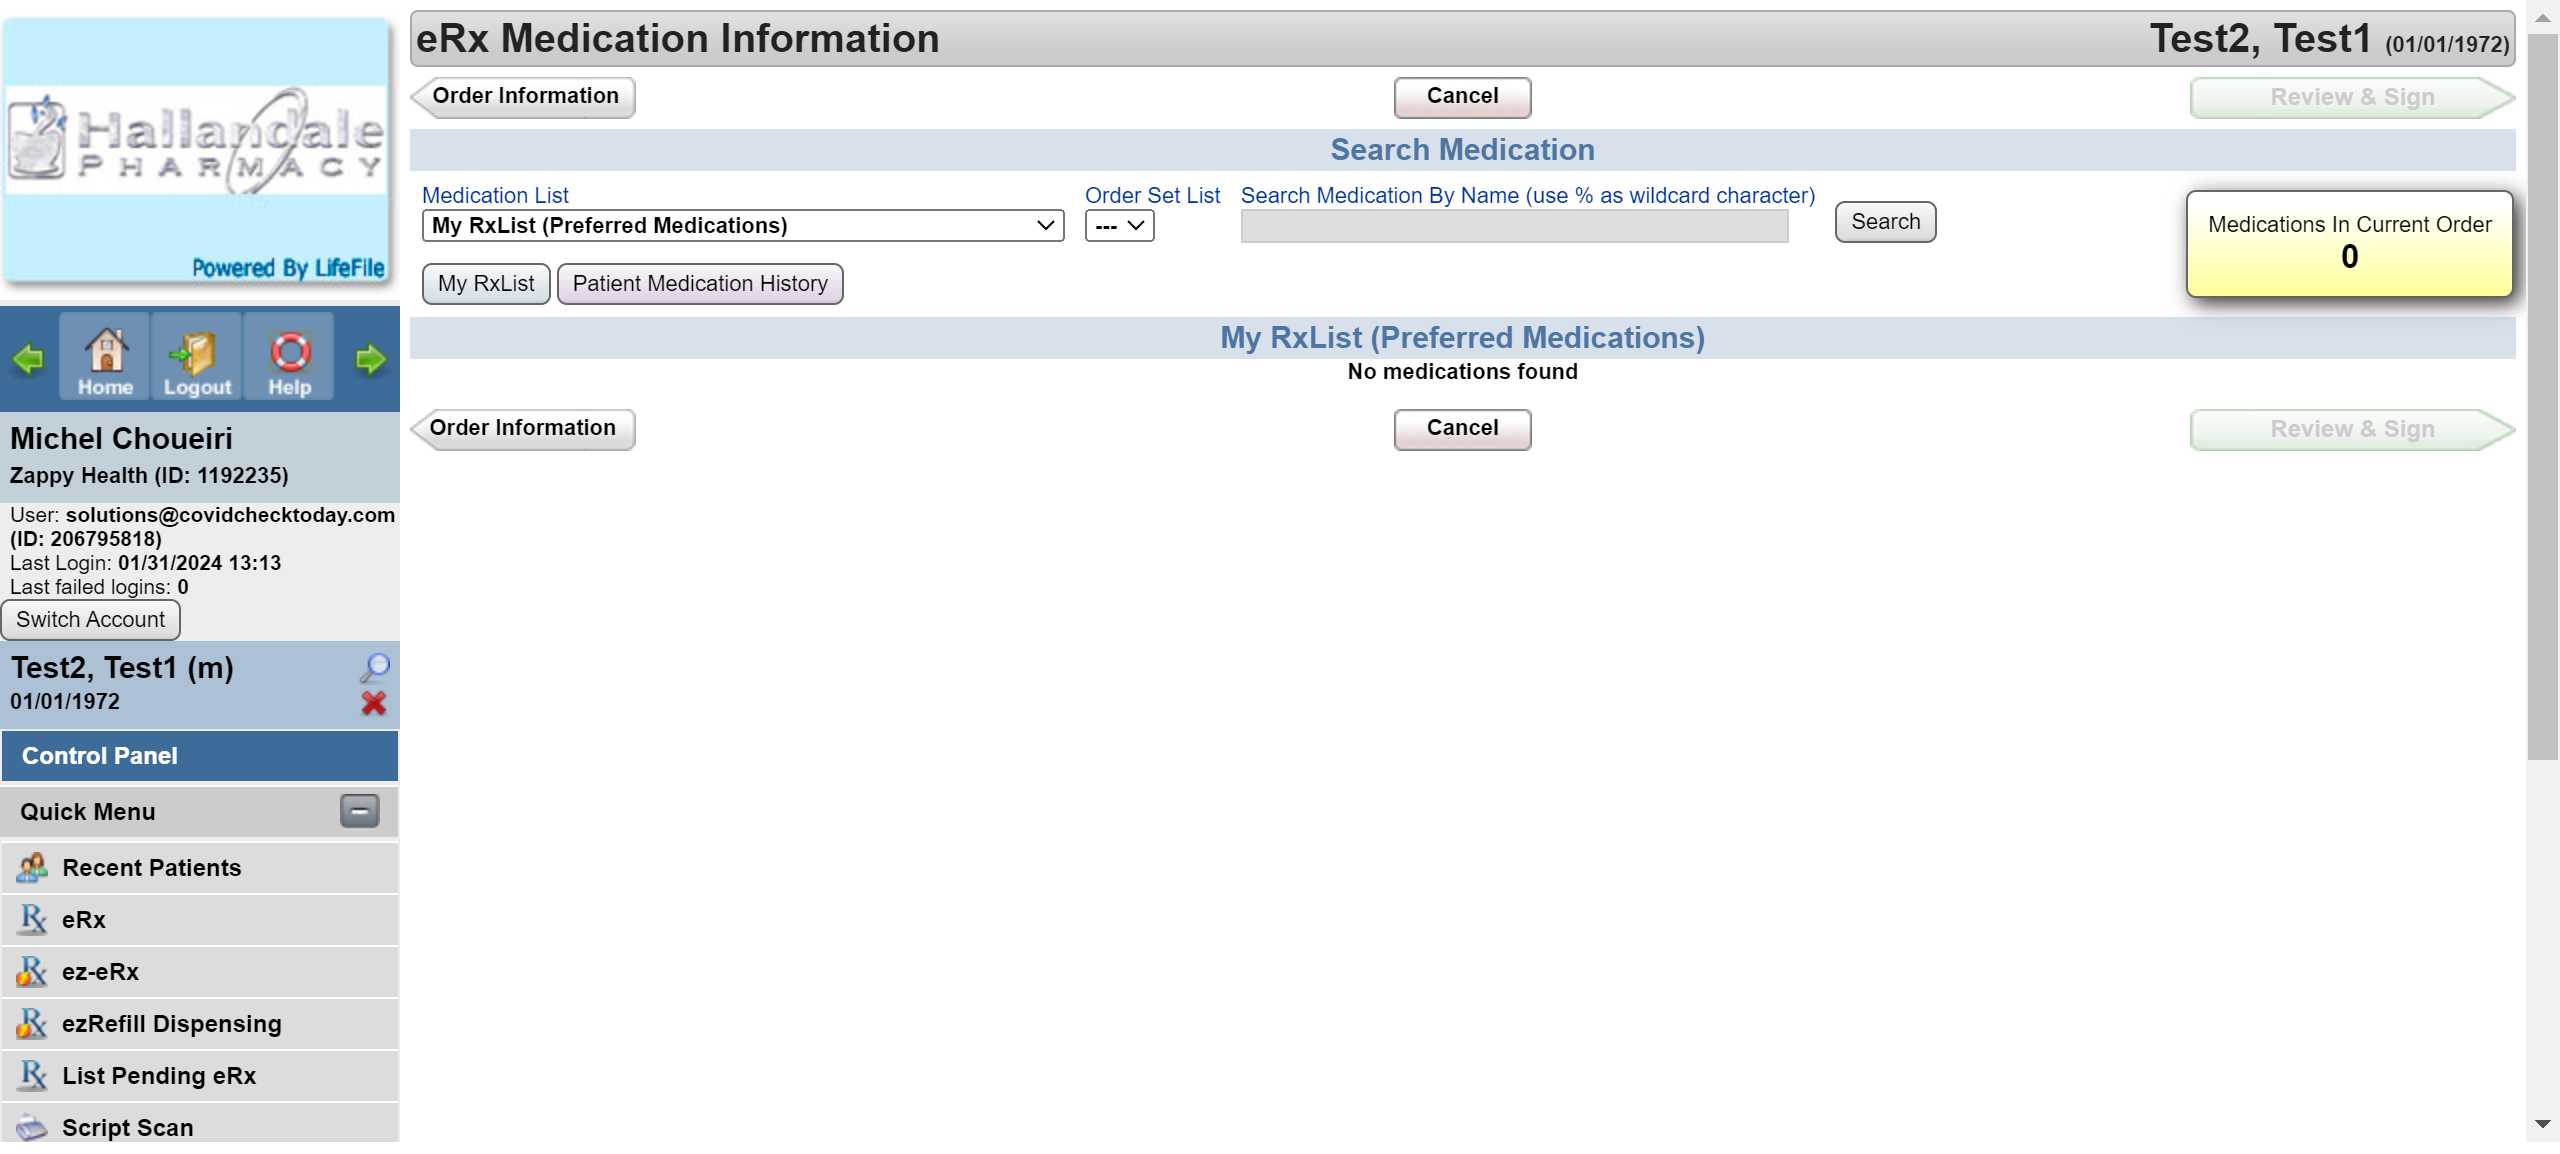 Hallandale
PHARMACY
Powered By LifeFile
Home
Logout
Help
Michel Choueiri
Zappy Health (ID: 1192235)
User: solutions@covidchecktoday.com
(ID: 206795818)
Last Login: 01/31/2024 13:13
Last failed logins: 0
Switch Account
Test2, Test1 (m)
01/01/1972
Control Panel
Quick Menu
Recent Patients
eRx
ez-eRx
ezRefill Dispensing
List Pending eRx
Script Scan
eRx Medication Information
Test2, Test1 (01/01/1972)
Order Information
Cancel
Review & Sign
Search Medication
Medication List
Order Set List
Search Medication By Name (use % as wildcard character)
My RxList (Preferred Medications)
---
Search
Medications In Current Order
0
My RxList
Patient Medication History
My RxList (Preferred Medications)
No medications found
Order Information
Cancel
Review & Sign